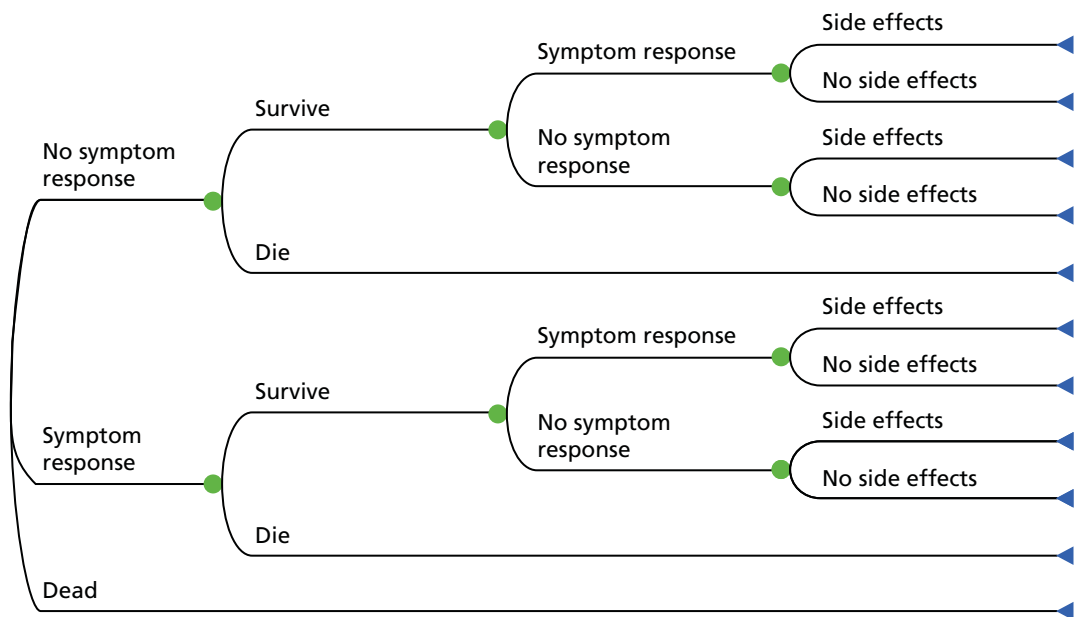 Side effects
Symptom response
No side effects
Survive
No symptom
response
Side effects
No symptom
response
No side effects
Die
Side effects
Symptom response
No side effects
Survive
Side effects
No symptom
response
Symptom
response
No side effects
Die
Dead